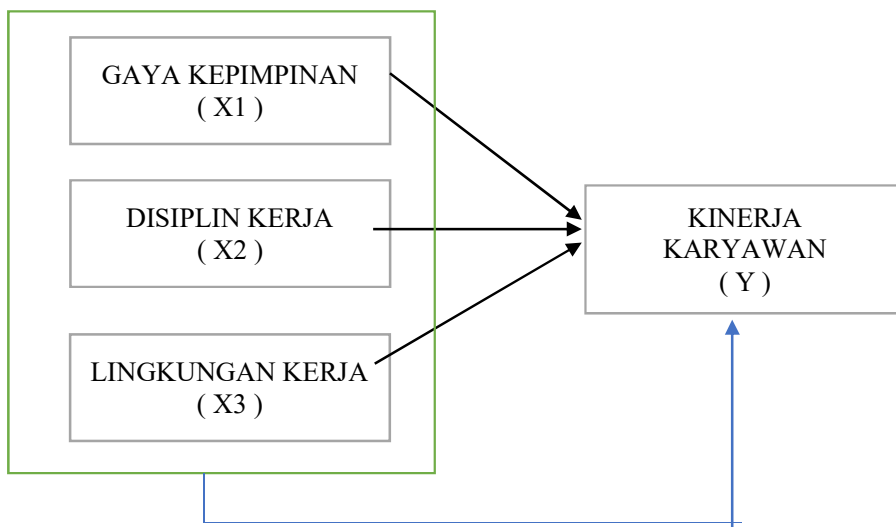 GAYA KEPIMPINAN
( X1 )
DISIPLIN KERJA
( X2 )
LINGKUNGAN KERJA
( X3 )
KINERJA
KARYAWAN
( Y )